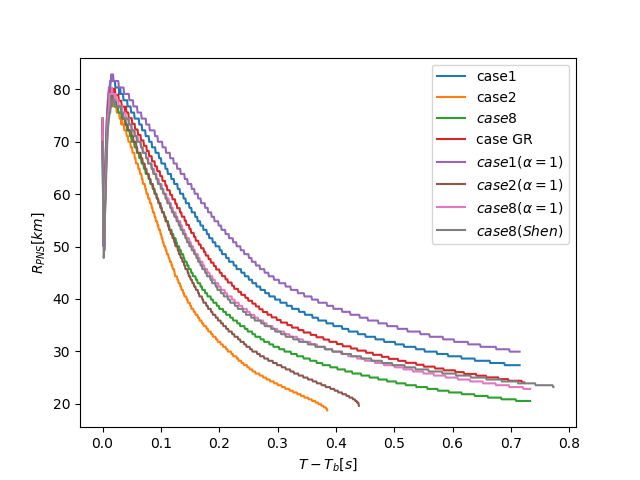 80
70
60
50
40
30
20
0.0 0.1 0.2 0.3 0.4 0.5 0.6 0.7 0.8
R_{PNS}[km]
T − T_b[s]
case1
case2
case8
case GR
case1(α = 1)
case2(α = 1)
case8(α = 1)
case8(Shen)